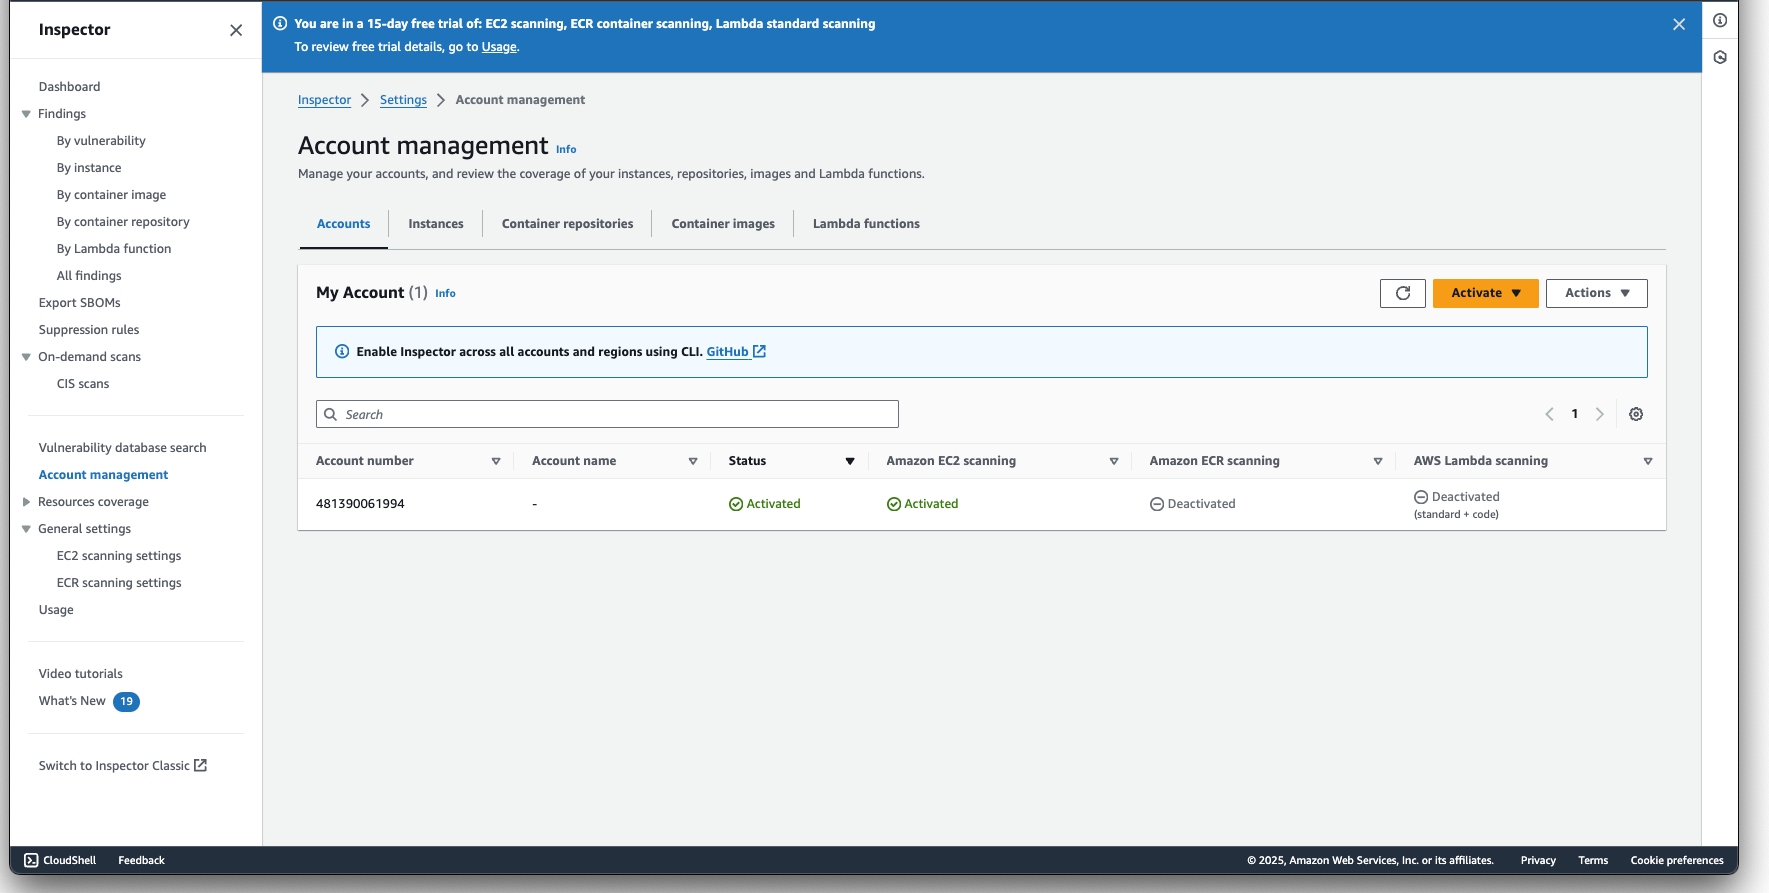 Inspector
Dashboard
Findings
By vulnerability
By instance
By container image
By container repository
By Lambda function
All findings
Export SBOMs
Suppression rules
On-demand scans
CIS scans
Vulnerability database search
Account management
Resources coverage
General settings
EC2 scanning settings
ECR scanning settings
Usage
Video tutorials
What's New 19
Switch to Inspector Classic
You are in a 15-day free trial of: EC2 scanning, ECR container scanning, Lambda standard scanning
To review free trial details, go to Usage.
Inspector Settings Account management
Account management Info
Manage your accounts, and review the coverage of your instances, repositories, images and Lambda functions.
Accounts Instances Container repositories Container images Lambda functions
My Account (1) Info Activate Actions
Enable Inspector across all accounts and regions using CLI. GitHub
Search 1
Account number Account name Status Amazon EC2 scanning Amazon ECR scanning AWS Lambda scanning
481390061994 - Activated Activated Deactivated Deactivated
(standard + code)
CloudShell Feedback © 2025, Amazon Web Services, Inc. or its affiliates. Privacy Terms Cookie preferences